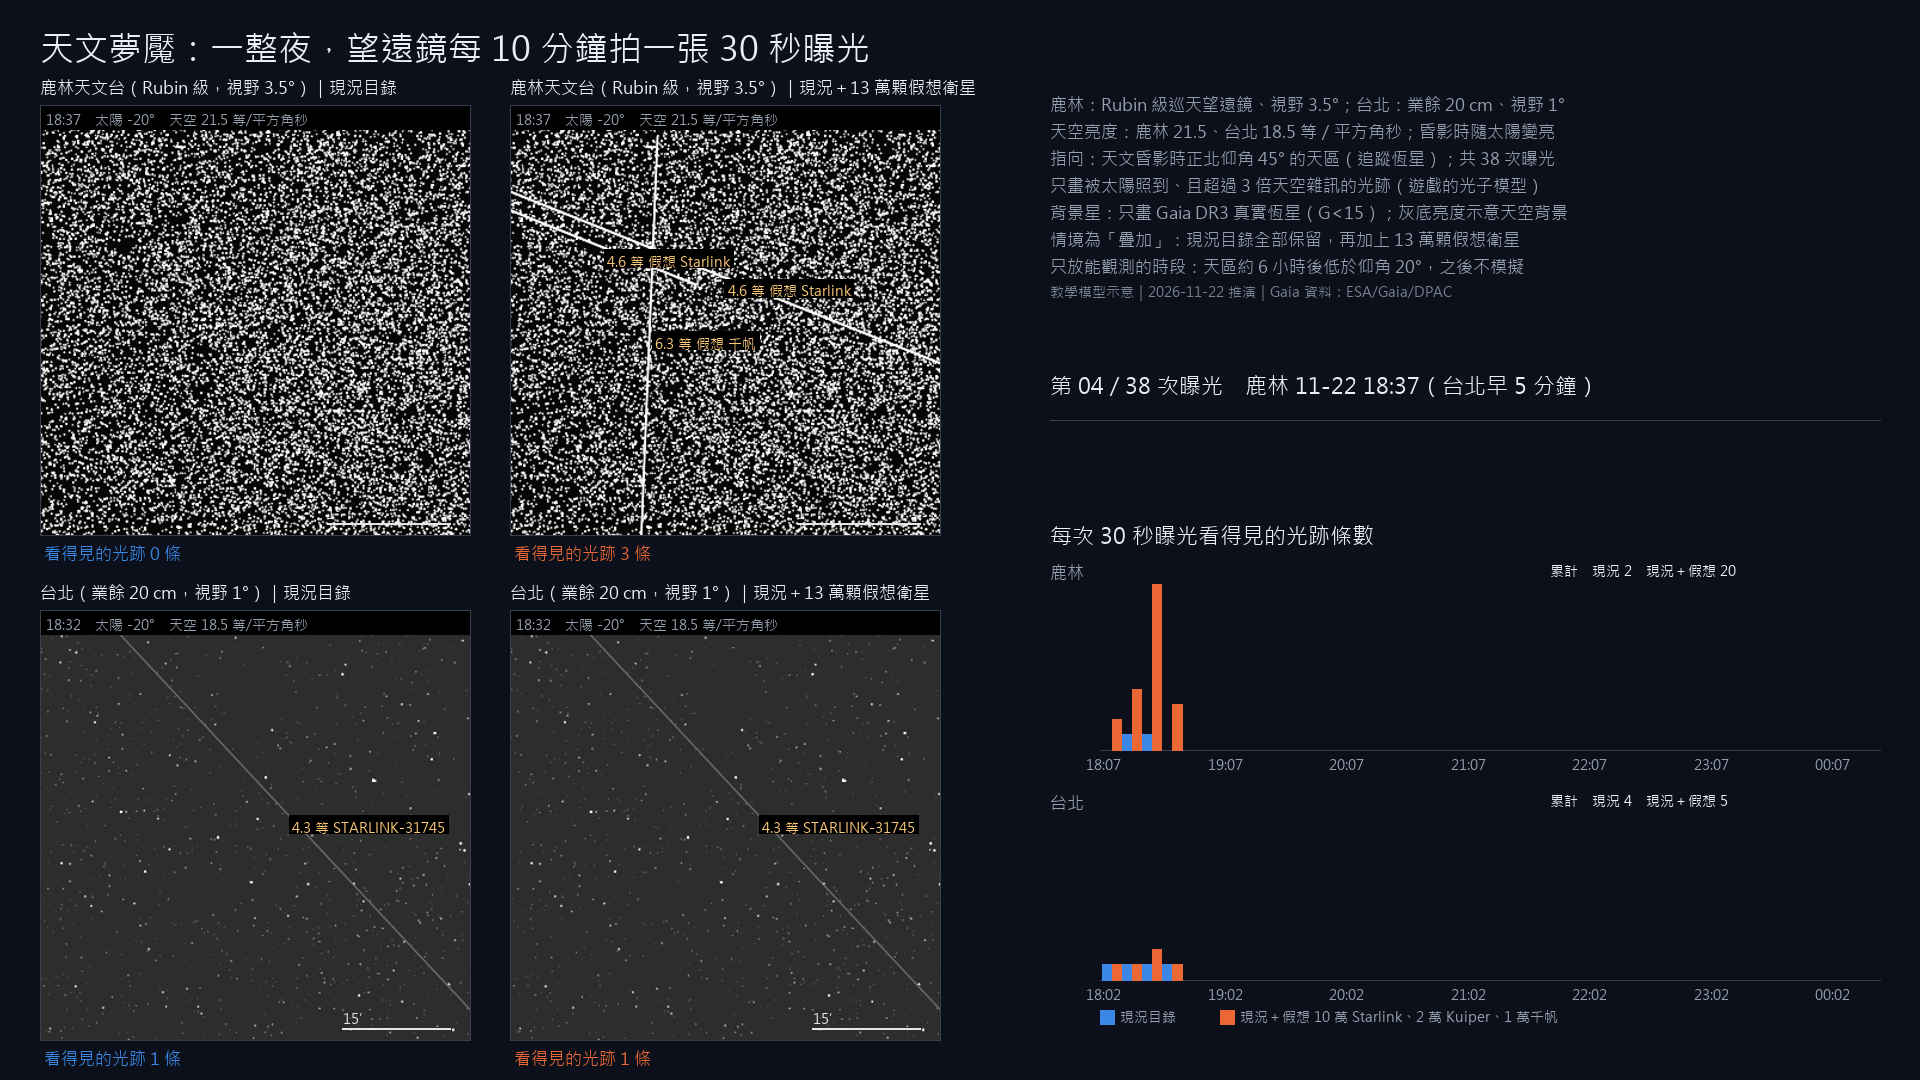 天文夢魘：一整夜，望遠鏡每 10 分鐘拍一張 30 秒曝光
鹿林天文台（Rubin 級，視野 3.5°）｜現況目錄
18:37 太陽 -20° 天空 21.5 等/平方角秒
看得見的光跡 0 條
鹿林天文台（Rubin 級，視野 3.5°）｜現況＋13 萬顆假想衛星
18:37 太陽 -20° 天空 21.5 等/平方角秒
4.6 等 假想 Starlink
4.6 等 假想 Starlink
6.3 等 假想 千帆
看得見的光跡 3 條
台北（業餘 20 cm，視野 1°）｜現況目錄
18:32 太陽 -20° 天空 18.5 等/平方角秒
4.3 等 STARLINK-31745
15′
看得見的光跡 1 條
台北（業餘 20 cm，視野 1°）｜現況＋13 萬顆假想衛星
18:32 太陽 -20° 天空 18.5 等/平方角秒
4.3 等 STARLINK-31745
15′
看得見的光跡 1 條
鹿林：Rubin 級巡天望遠鏡、視野 3.5°；台北：業餘 20 cm、視野 1°
天空亮度：鹿林 21.5、台北 18.5 等 / 平方角秒；昏影時隨太陽變亮
指向：天文昏影時正北仰角 45° 的天區（追蹤恆星）；共 38 次曝光
只畫被太陽照到、且超過 3 倍天空雜訊的光跡（遊戲的光子模型）
背景星：只畫 Gaia DR3 真實恆星（G<15）；灰底亮度示意天空背景
情境為「疊加」：現況目錄全部保留，再加上 13 萬顆假想衛星
只放能觀測的時段：天區約 6 小時後低於仰角 20°，之後不模擬
教學模型示意｜2026-11-22 推演｜Gaia 資料：ESA/Gaia/DPAC
第 04 / 38 次曝光 鹿林 11-22 18:37（台北早 5 分鐘）
每次 30 秒曝光看得見的光跡條數
鹿林
累計 現況 2 現況＋假想 20
18:07 19:07 20:07 21:07 22:07 23:07 00:07
台北
累計 現況 4 現況＋假想 5
18:02 19:02 20:02 21:02 22:02 23:02 00:02
現況目錄 現況＋假想 10 萬 Starlink、2 萬 Kuiper、1 萬千帆